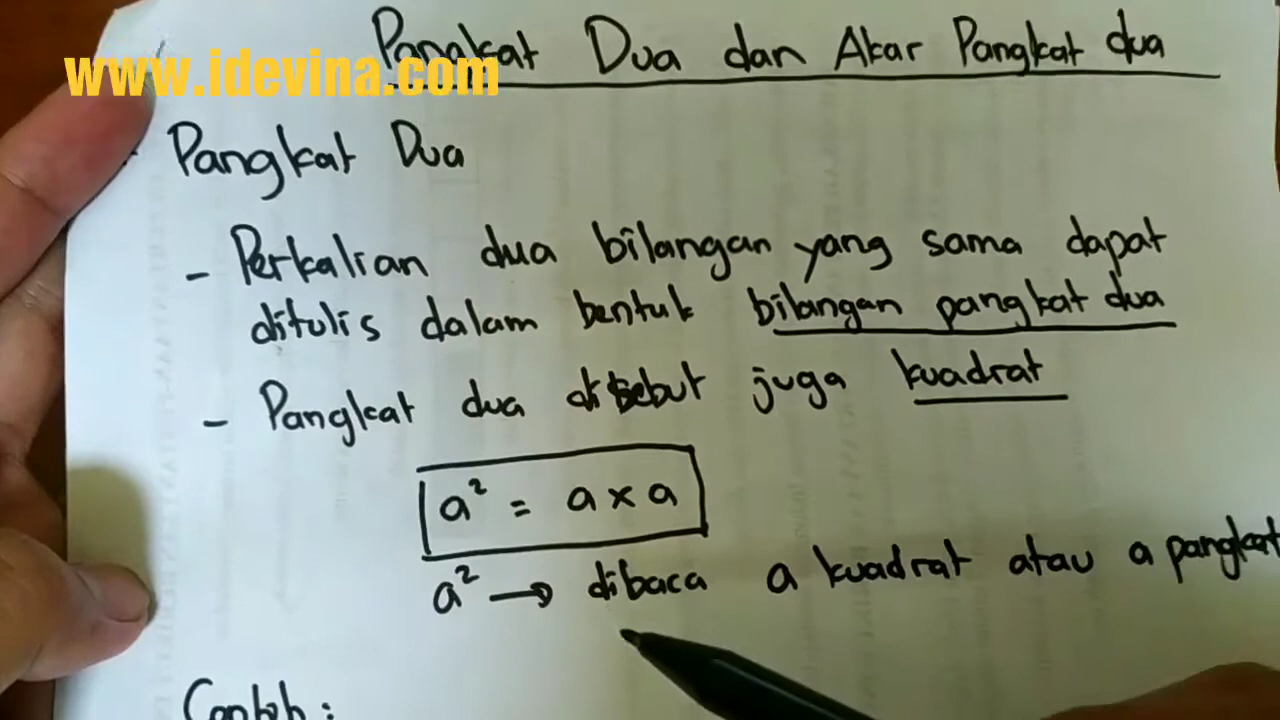 Pangkat Dua dan Akar Pangkat dua
www.idevina.com
Pangkat Dua
- Perkalian dua bilangan yang sama dapat
ditulis dalam bentuk bilangan pangkat dua
- Pangkat dua disebut juga kuadrat
a² = a x a
a² → dibaca a kuadrat atau a pangkat
Contoh: